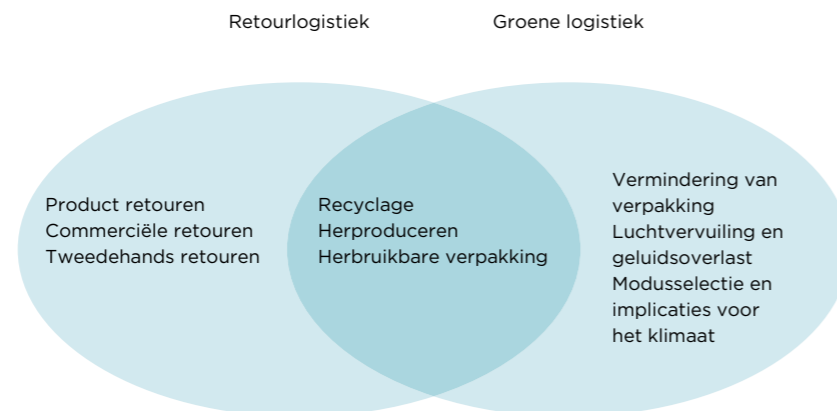 Retourlogistiek
Groene logistiek
Product retouren
Commerciële retouren
Tweedehands retouren
Recyclage
Herproduceren
Herbruikbare verpakking
Vermindering van
verpakking
Luchtvervuiling en
geluidsoverlast
Modusselectie en
implicaties voor
het klimaat